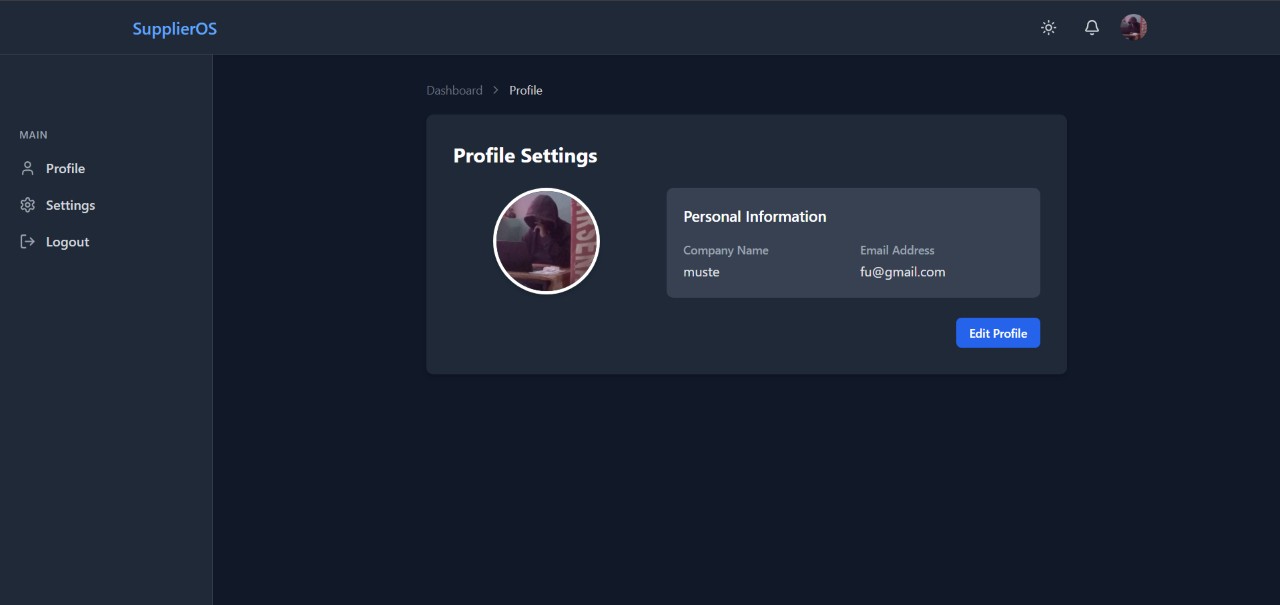 SupplierOS
Dashboard > Profile
MAIN
Profile
Settings
Logout
Profile Settings
Personal Information
Company Name
muste
Email Address
fu@gmail.com
Edit Profile